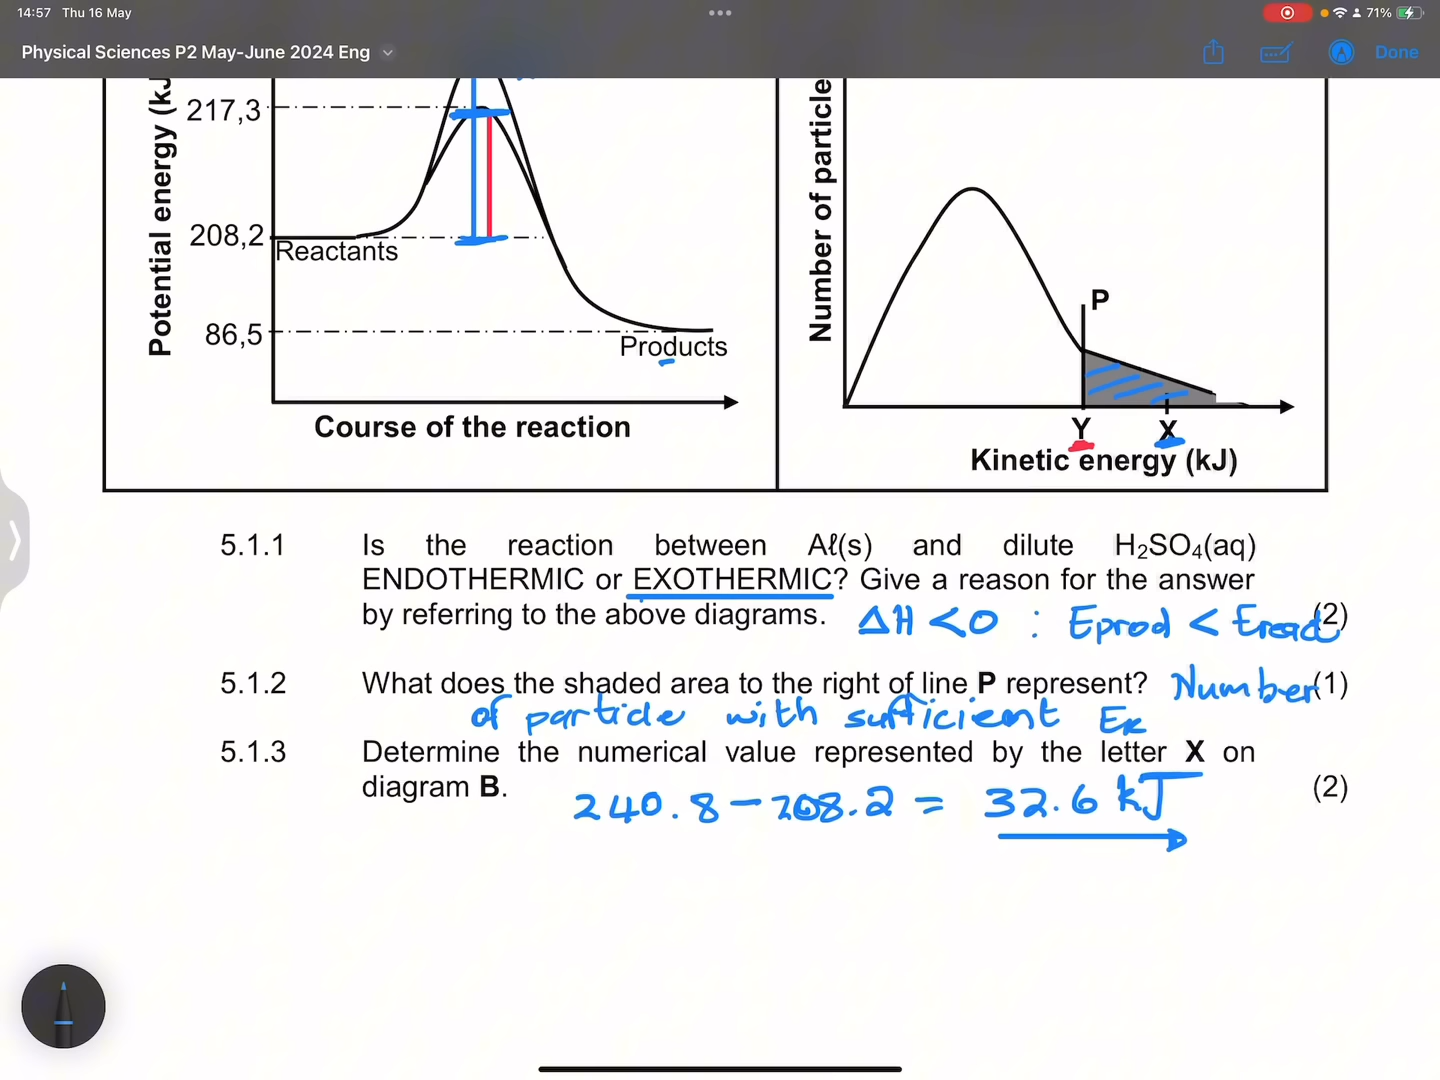 14:57 Thu 16 May
71%
Physical Sciences P2 May-June 2024 Eng
Done
Potential energy (kJ
217,3
208,2
Reactants
86,5
Products
Course of the reaction
Number of particle
P
Y
X
Kinetic energy (kJ)
5.1.1 Is the reaction between Aℓ(s) and dilute H₂SO₄(aq)
ENDOTHERMIC or EXOTHERMIC? Give a reason for the answer
by referring to the above diagrams. ΔH <0 : Eprod < Ereact (2)
5.1.2 What does the shaded area to the right of line P represent? Number (1)
of particle with sufficient Ek
5.1.3 Determine the numerical value represented by the letter X on
diagram B. 240.8 – 208.2 = 32.6 kJ (2)